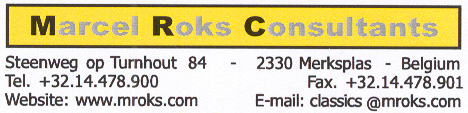 Marcel Roks Consultants
Steenweg op Turnhout 84 - 2330 Merksplas - Belgium
Tel. +32.14.478.900 Fax. +32.14.478.901
Website: www.mroks.com E-mail: classics @mroks.com